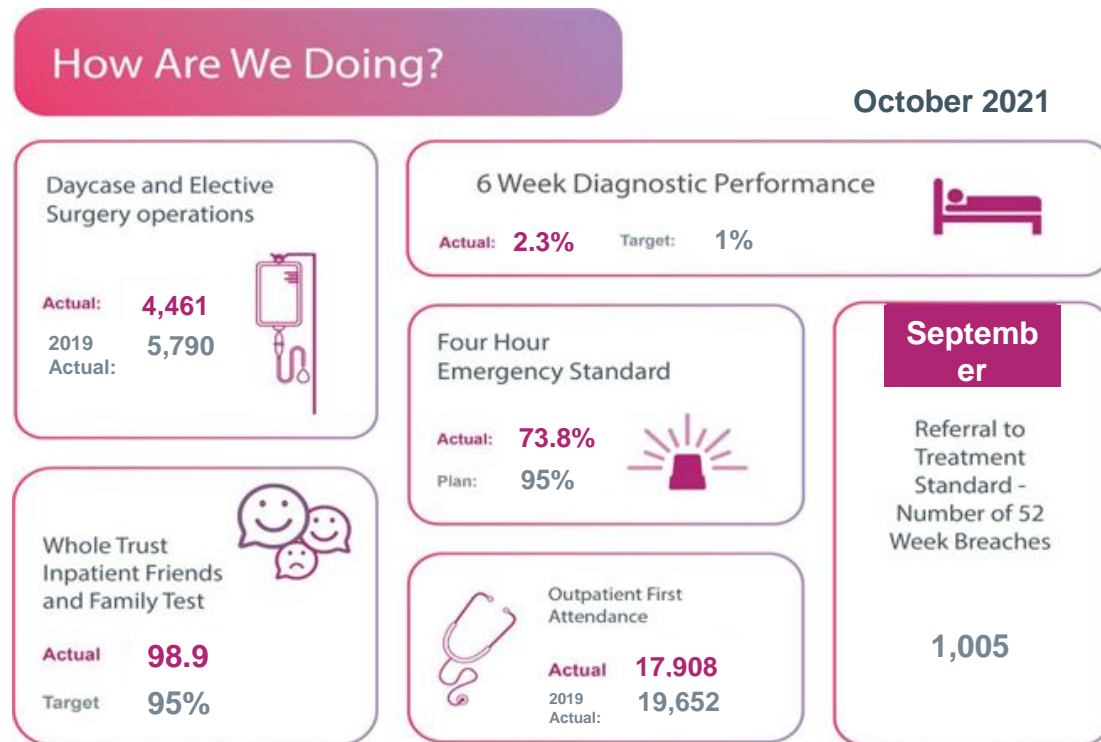 How Are We Doing?
October 2021
Daycase and Elective
Surgery operations
Actual: 4,461
2019
Actual: 5,790
6 Week Diagnostic Performance
Actual: 2.3% Target: 1%
Four Hour
Emergency Standard
Actual: 73.8%
Plan: 95%
Septemb
er
Referral to
Treatment
Standard -
Number of 52
Week Breaches
1,005
Whole Trust
Inpatient Friends
and Family Test
Actual 98.9
Target 95%
Outpatient First
Attendance
Actual 17,908
2019
Actual: 19,652